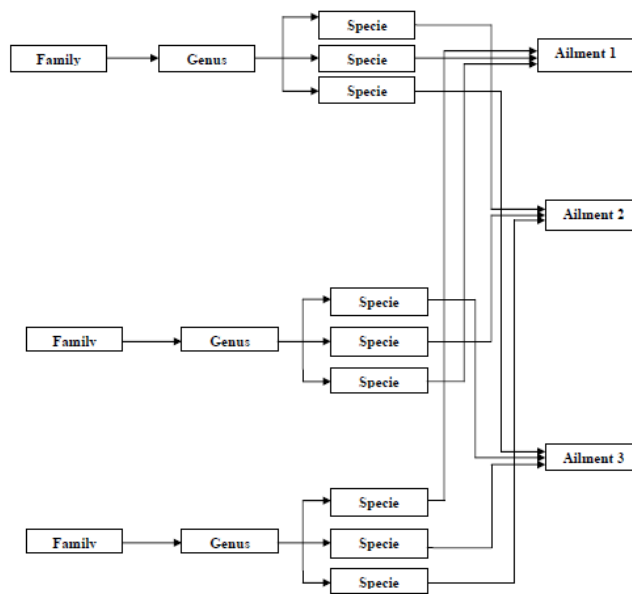 Specie
Family
Genus
Specie
Ailment 1
Specie
Ailment 2
Specie
Family
Genus
Specie
Specie
Ailment 3
Specie
Family
Genus
Specie
Specie